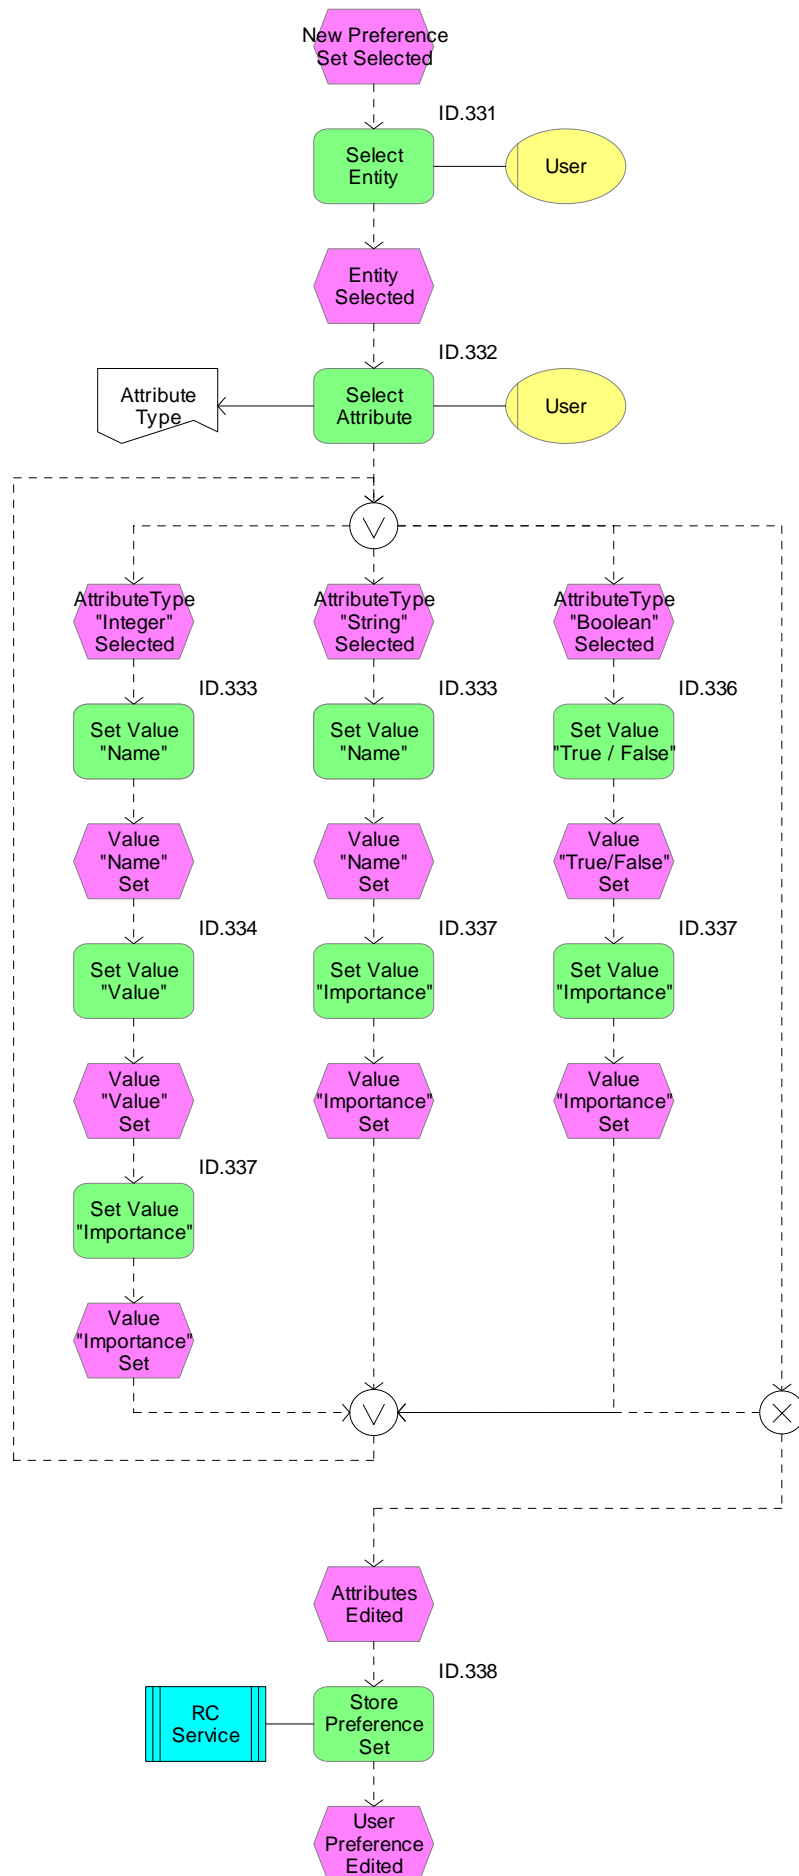 New Preference
Set Selected
ID.331
Select
Entity
User
Entity
Selected
ID.332
Attribute
Type
Select
Attribute
User
AttributeType
"Integer"
Selected
AttributeType
"String"
Selected
AttributeType
"Boolean"
Selected
ID.333
ID.333
ID.336
Set Value
"Name"
Set Value
"Name"
Set Value
"True / False"
Value
"Name"
Set
Value
"Name"
Set
Value
"True/False"
Set
ID.334
ID.337
ID.337
Set Value
"Value"
Set Value
"Importance"
Set Value
"Importance"
Value
"Value"
Set
Value
"Importance"
Set
Value
"Importance"
Set
ID.337
Set Value
"Importance"
Value
"Importance"
Set
Attributes
Edited
ID.338
RC
Service
Store
Preference
Set
User
Preference
Edited